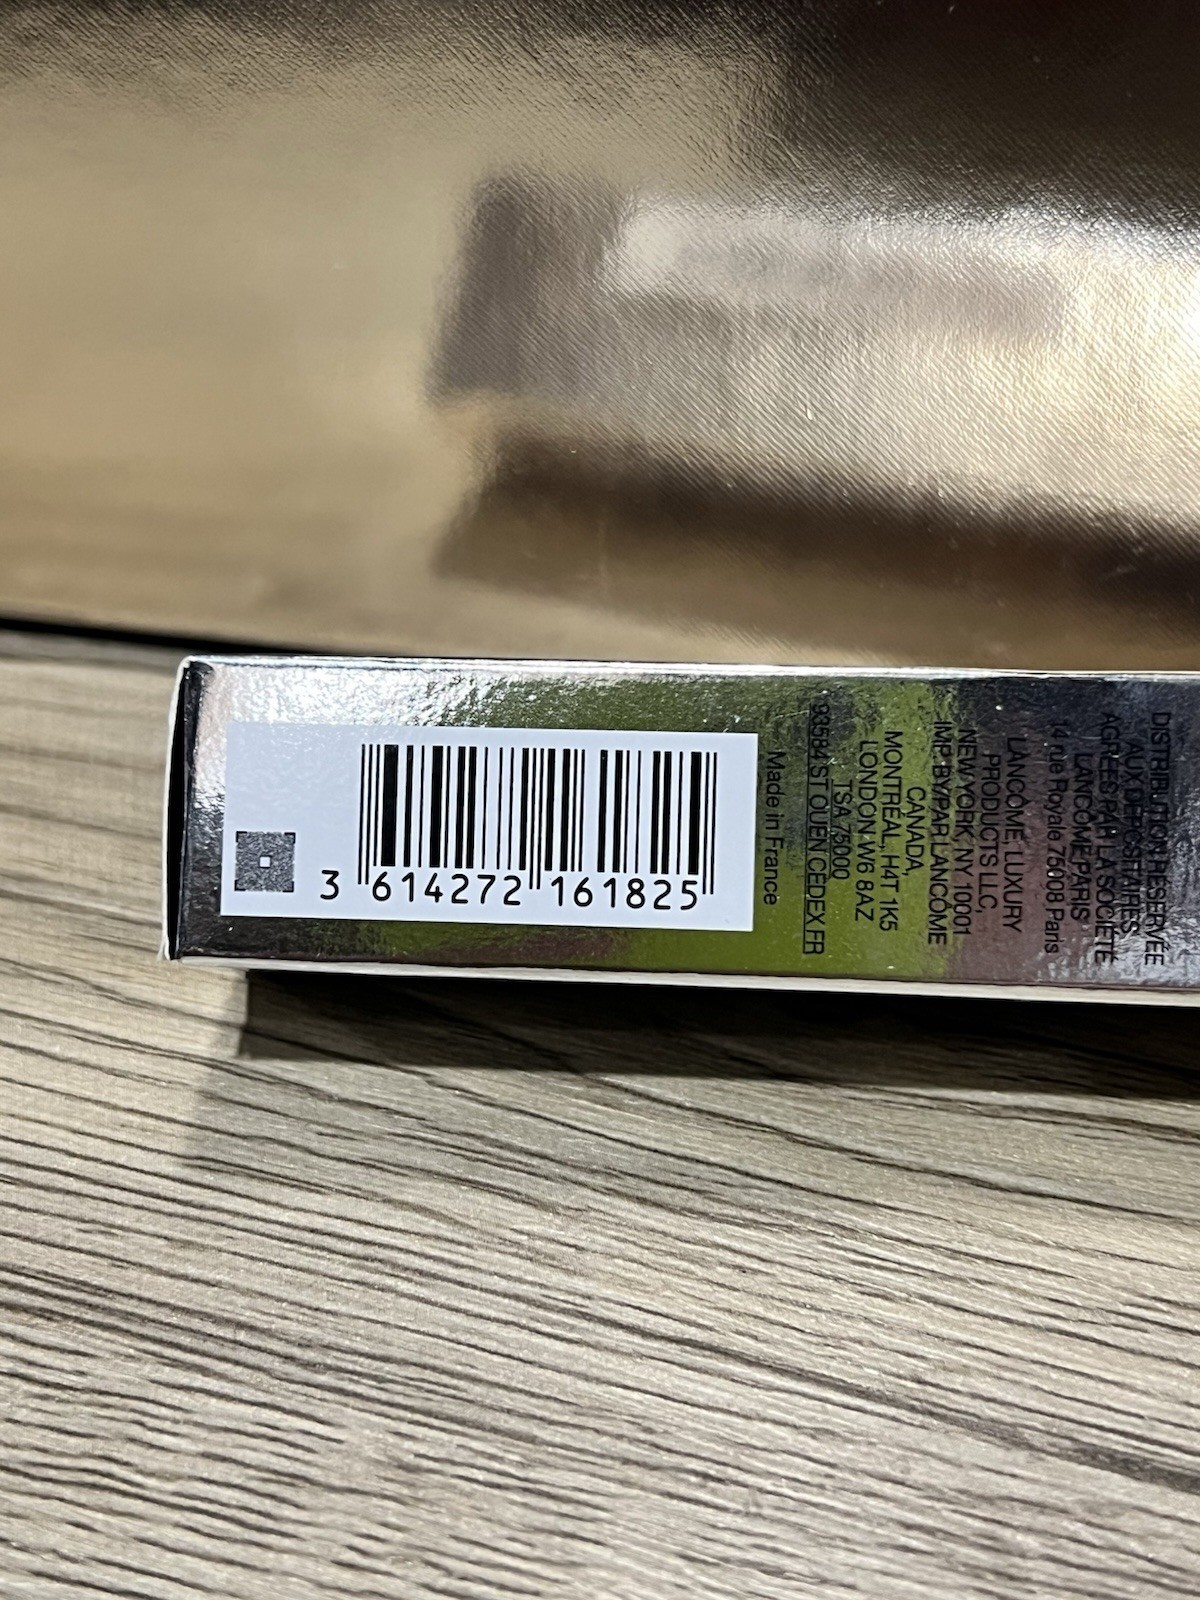 3 614272 161825
DISTRIBUTION RÉSERVÉE
AUX DÉPOSITAIRES
AGRÉÉS PAR LA SOCIÉTÉ
LANCÔME PARIS
14 rue Royale 75008 Paris
LANCÔME, LUXURY
PRODUCTS LLC,
NEW YORK, NY 10001
IMP. BY/PAR LANCÔME
CANADA,
MONTRÉAL, H4T 1K5
LONDON W6 8AZ
TSA 75000
93584 ST OUEN CEDEX.FR
Made in France